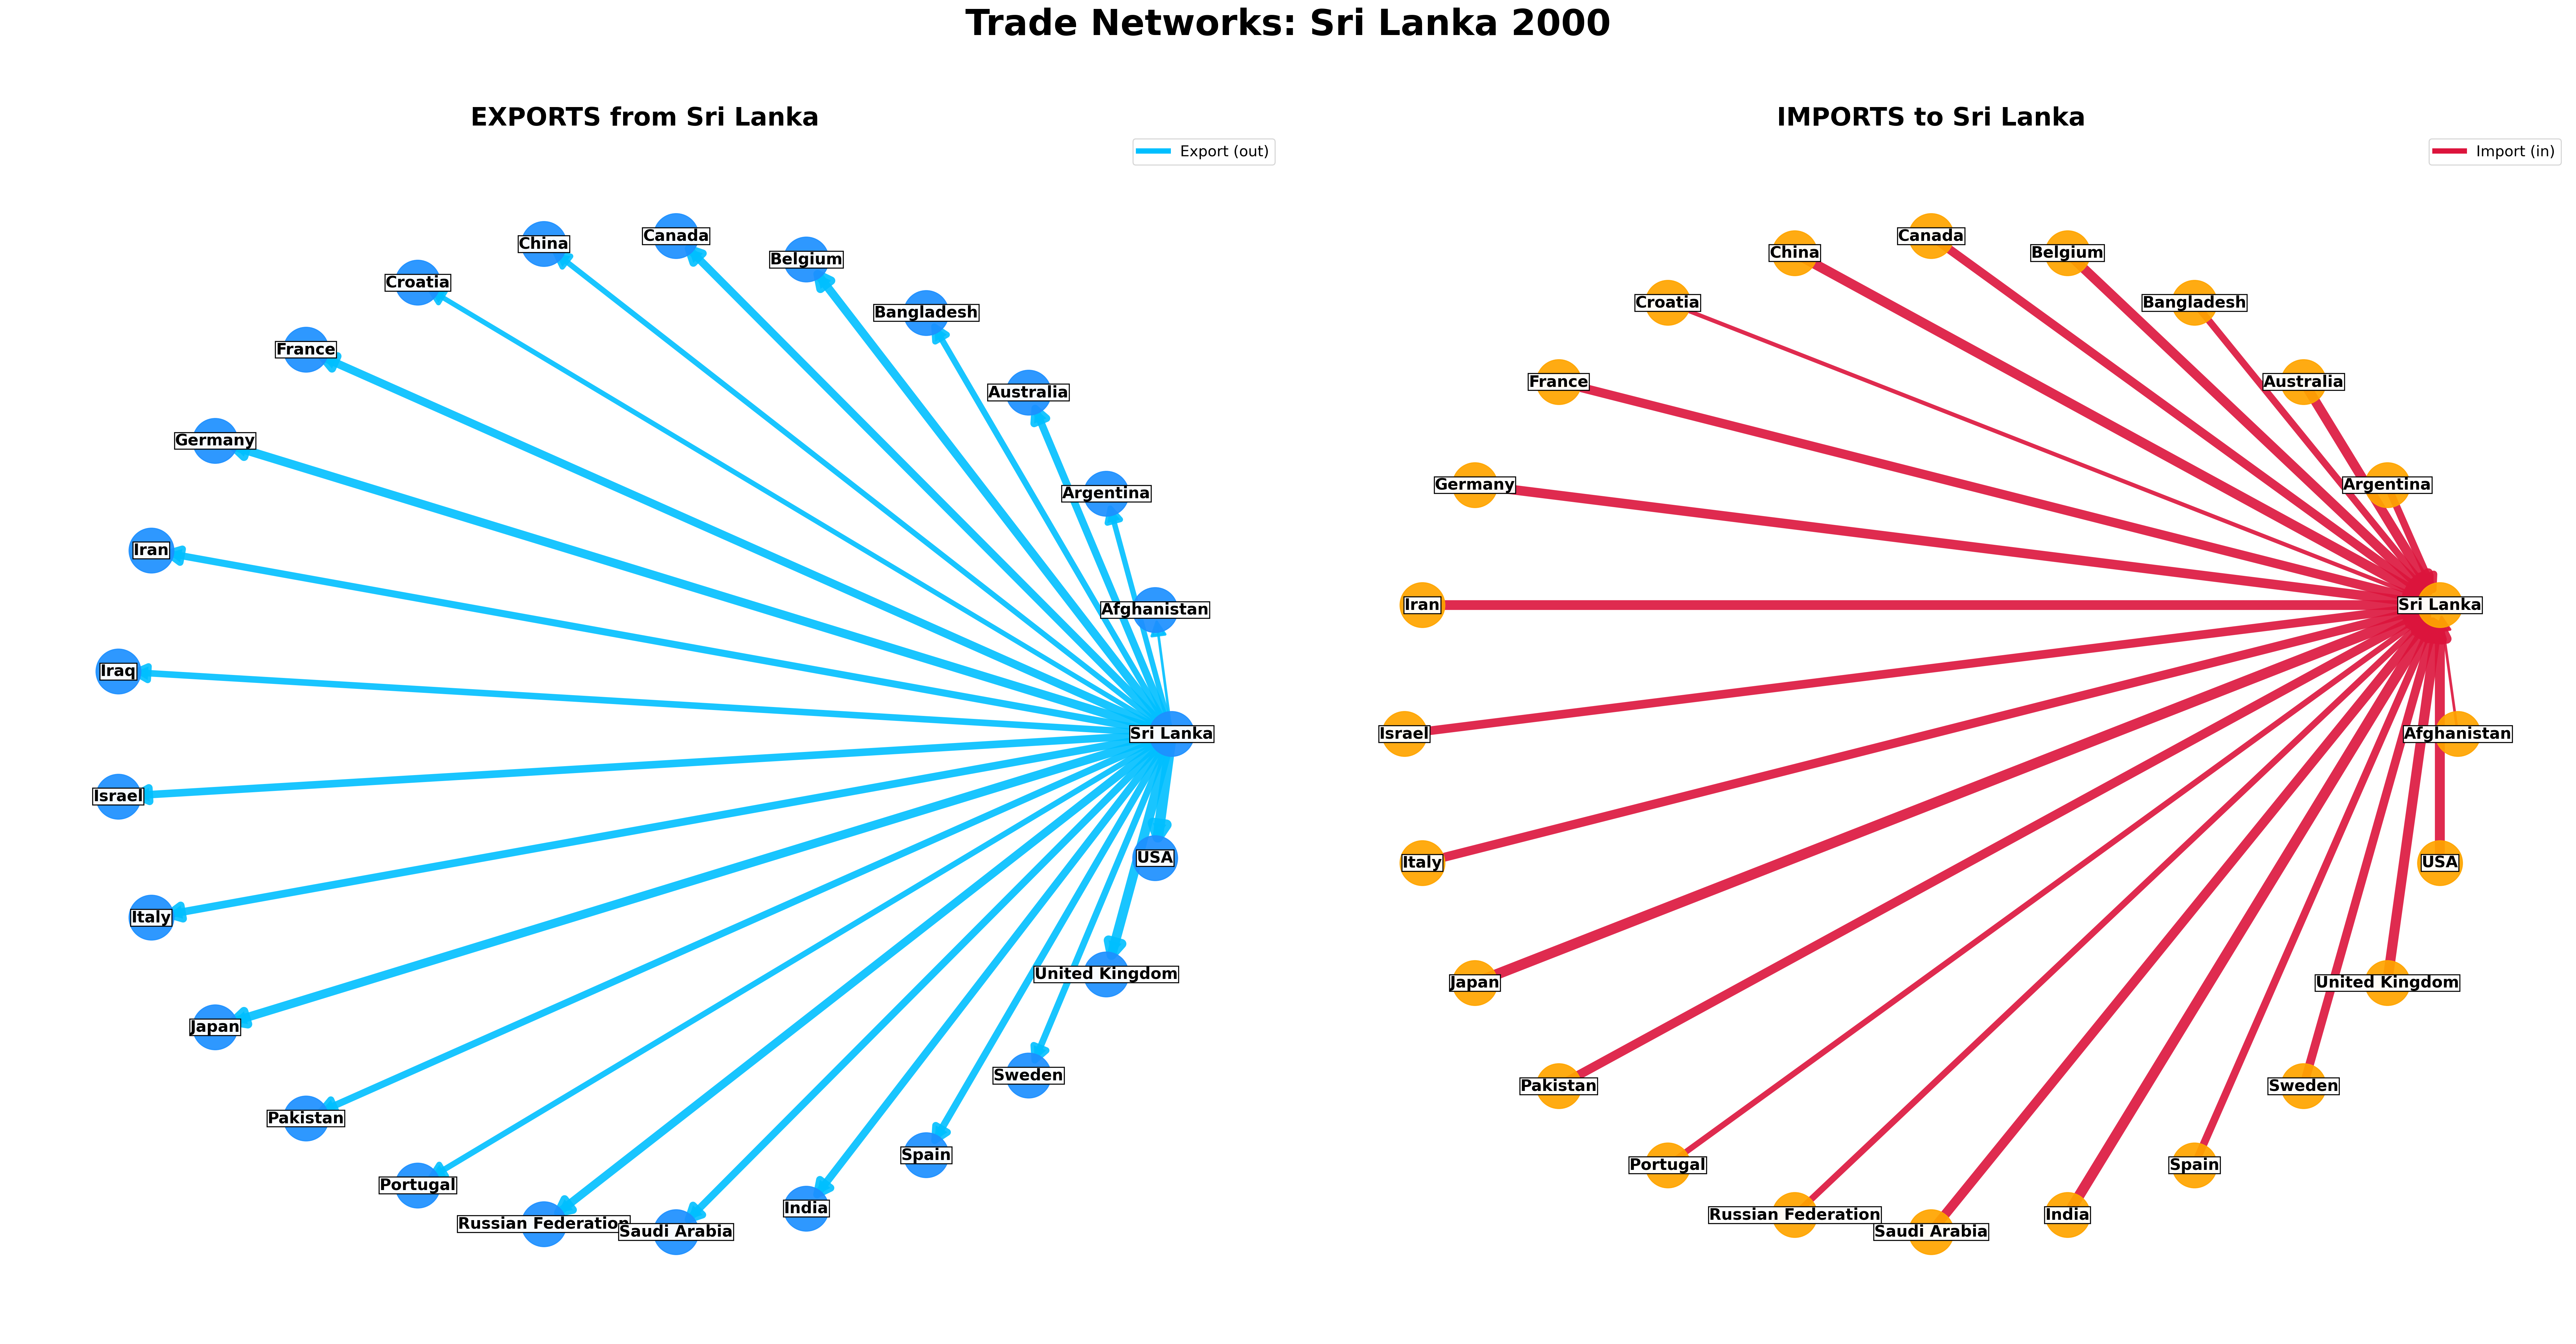 Trade Networks: Sri Lanka 2000
EXPORTS from Sri Lanka
Export (out)
Canada
China
Belgium
Croatia
Bangladesh
France
Australia
Germany
Argentina
Iran
Afghanistan
Iraq
Sri Lanka
Israel
USA
Italy
United Kingdom
Japan
Sweden
Pakistan
Spain
Portugal
India
Russian Federation
Saudi Arabia
IMPORTS to Sri Lanka
Import (in)
Canada
China
Belgium
Croatia
Bangladesh
France
Australia
Germany
Argentina
Iran
Sri Lanka
Israel
Afghanistan
Italy
USA
Japan
United Kingdom
Pakistan
Sweden
Portugal
Spain
Russian Federation
India
Saudi Arabia